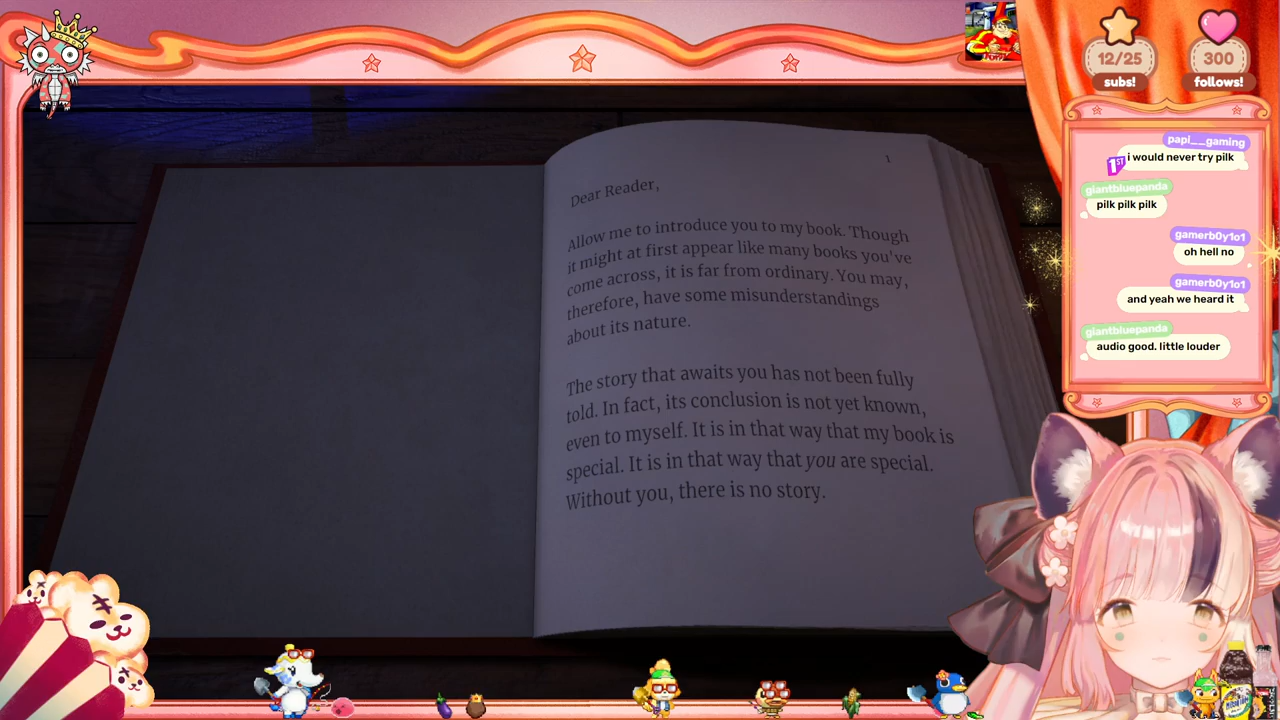 12/25
subs!
300
follows!
papl__gaming
1ST
i would never try pilk
giantbluepanda
pilk pilk pilk
gamerb0y1o1
oh hell no
gamerb0y1o1
and yeah we heard it
giantbluepanda
audio good. little louder
1
Dear Reader,
Allow me to introduce you to my book. Though
it might at first appear like many books you've
come across, it is far from ordinary. You may,
therefore, have some misunderstandings
about its nature.
The story that awaits you has not been fully
told. In fact, its conclusion is not yet known,
even to myself. It is in that way that my book is
special. It is in that way that you are special.
Without you, there is no story.